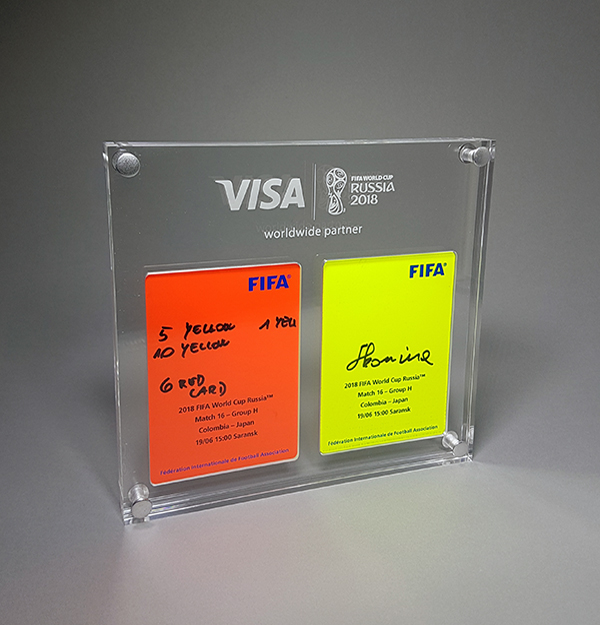 VISA
FIFA WORLD CUP
RUSSIA
2018
worldwide partner
FIFA®
5 YELLOW 1 YELL
10 YELLOW
6 RED
CARD
2018 FIFA World Cup Russia™
Match 16 – Group H
Colombia – Japan
19/06 15:00 Saransk
Fédération Internationale de Football Association
FIFA®
Skomina
2018 FIFA World Cup Russia™
Match 16 – Group H
Colombia – Japan
19/06 15:00 Saransk
Fédération Internationale de Football Association